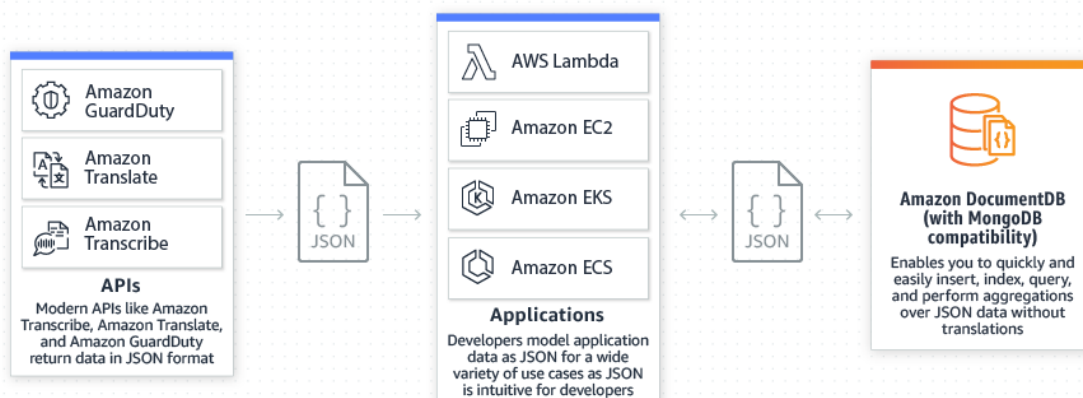 Amazon
GuardDuty
Amazon
Translate
Amazon
Transcribe
APIs
Modern APIs like Amazon
Transcribe, Amazon Translate,
and Amazon GuardDuty
return data in JSON format
{ }
JSON
AWS Lambda
Amazon EC2
Amazon EKS
Amazon ECS
Applications
Developers model application
data as JSON for a wide
variety of use cases as JSON
is intuitive for developers
{ }
JSON
Amazon DocumentDB
(with MongoDB
compatibility)
Enables you to quickly and
easily insert, index, query,
and perform aggregations
over JSON data without
translations